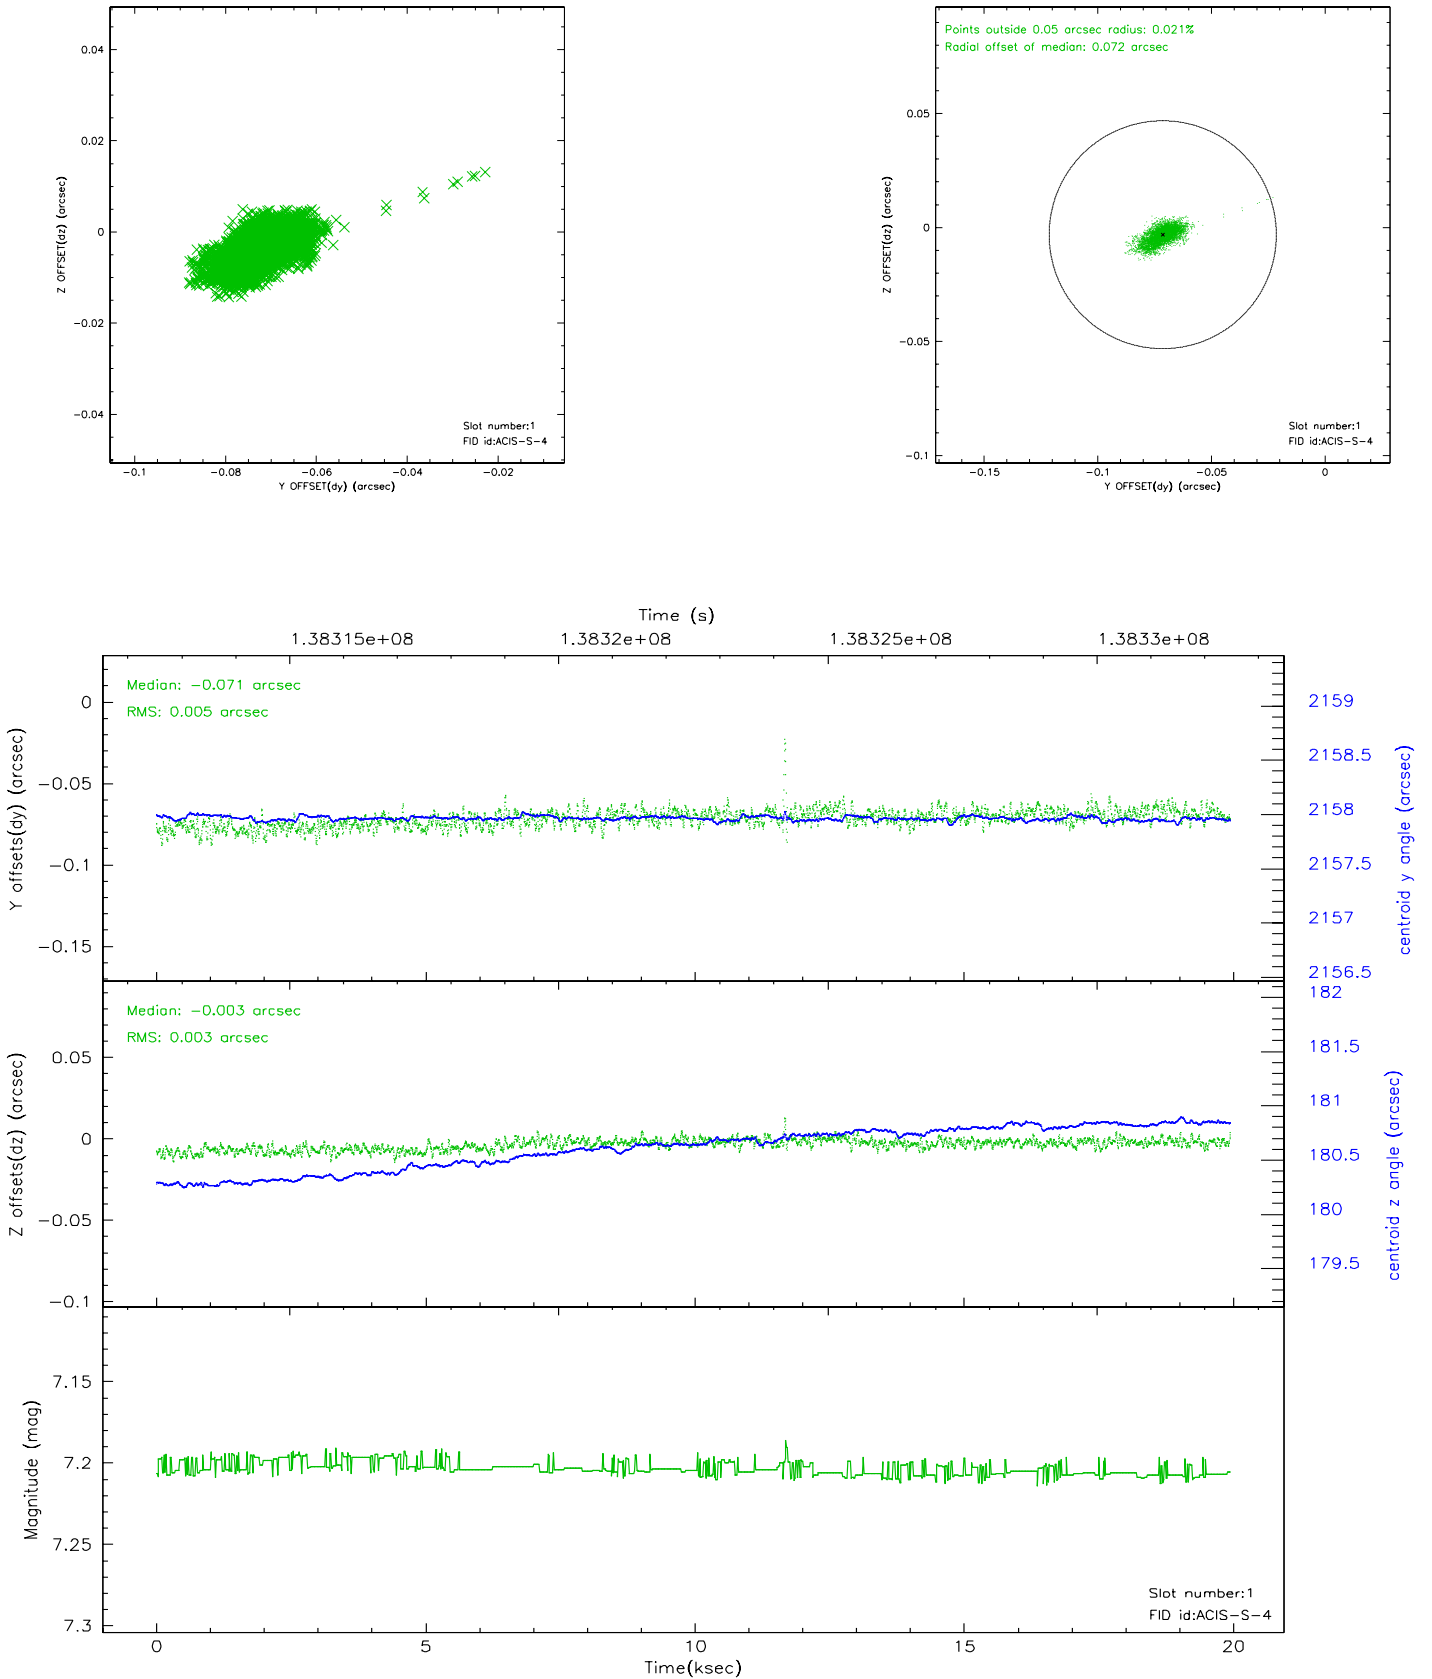 0.04
0.02
0
−0.02
−0.04
Z OFFSET(dz) (arcsec)
Slot number:1
FID id:ACIS−S−4
−0.1 −0.08 −0.06 −0.04 −0.02
Y OFFSET(dy) (arcsec)
Points outside 0.05 arcsec radius: 0.021%
Radial offset of median: 0.072 arcsec
0.05
0
−0.05
−0.1
Z OFFSET(dz) (arcsec)
Slot number:1
FID id:ACIS−S−4
−0.15 −0.1 −0.05 0
Y OFFSET(dy) (arcsec)
Time (s)
1.38315e+08 1.3832e+08 1.38325e+08 1.3833e+08
Median: −0.071 arcsec
RMS: 0.005 arcsec
0
−0.05
−0.1
−0.15
Y offsets(dy) (arcsec)
2159
2158.5
2158
2157.5
2157
2156.5
centroid y angle (arcsec)
Median: −0.003 arcsec
RMS: 0.003 arcsec
0.05
0
−0.05
−0.1
Z offsets(dz) (arcsec)
182
181.5
181
180.5
180
179.5
centroid z angle (arcsec)
7.15
7.2
7.25
7.3
Magnitude (mag)
Slot number:1
FID id:ACIS−S−4
0 5 10 15 20
Time(ksec)